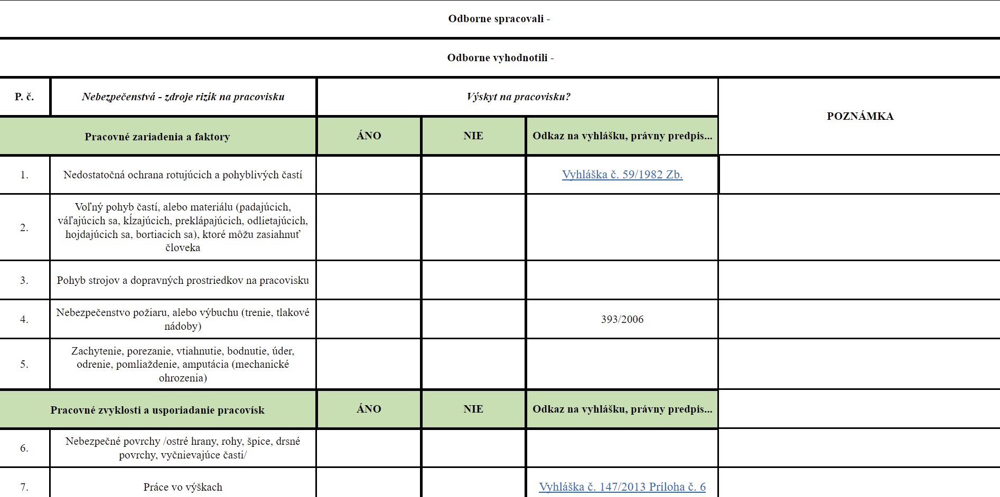 Odborne spracovali -
Odborne vyhodnotili -
P. č.
Nebezpečenstvá - zdroje rizík na pracovisku
Výskyt na pracovisku?
POZNÁMKA
Pracovné zariadenia a faktory
ÁNO
NIE
Odkaz na vyhlášku, právny predpis...
1.
Nedostatočná ochrana rotujúcich a pohyblivých častí
Vyhláška č. 59/1982 Zb.
2.
Voľný pohyb častí, alebo materiálu (padajúcich,
váľajúcich sa, kĺzajúcich, preklápajúcich, odlietajúcich,
hojdajúcich sa, bortiacich sa), ktoré môžu zasiahnuť
človeka
3.
Pohyb strojov a dopravných prostriedkov na pracovisku
4.
Nebezpečenstvo požiaru, alebo výbuchu (trenie, tlakové
nádoby)
393/2006
5.
Zachytenie, porezanie, vtiahnutie, bodnutie, úder,
odrenie, pomliaždenie, amputácia (mechanické
ohrozenia)
Pracovné zvyklosti a usporiadanie pracovísk
ÁNO
NIE
Odkaz na vyhlášku, právny predpis...
6.
Nebezpečné povrchy /ostré hrany, rohy, špice, drsné
povrchy, vyčnievajúce časti/
7.
Práce vo výškach
Vyhláška č. 147/2013 Príloha č. 6